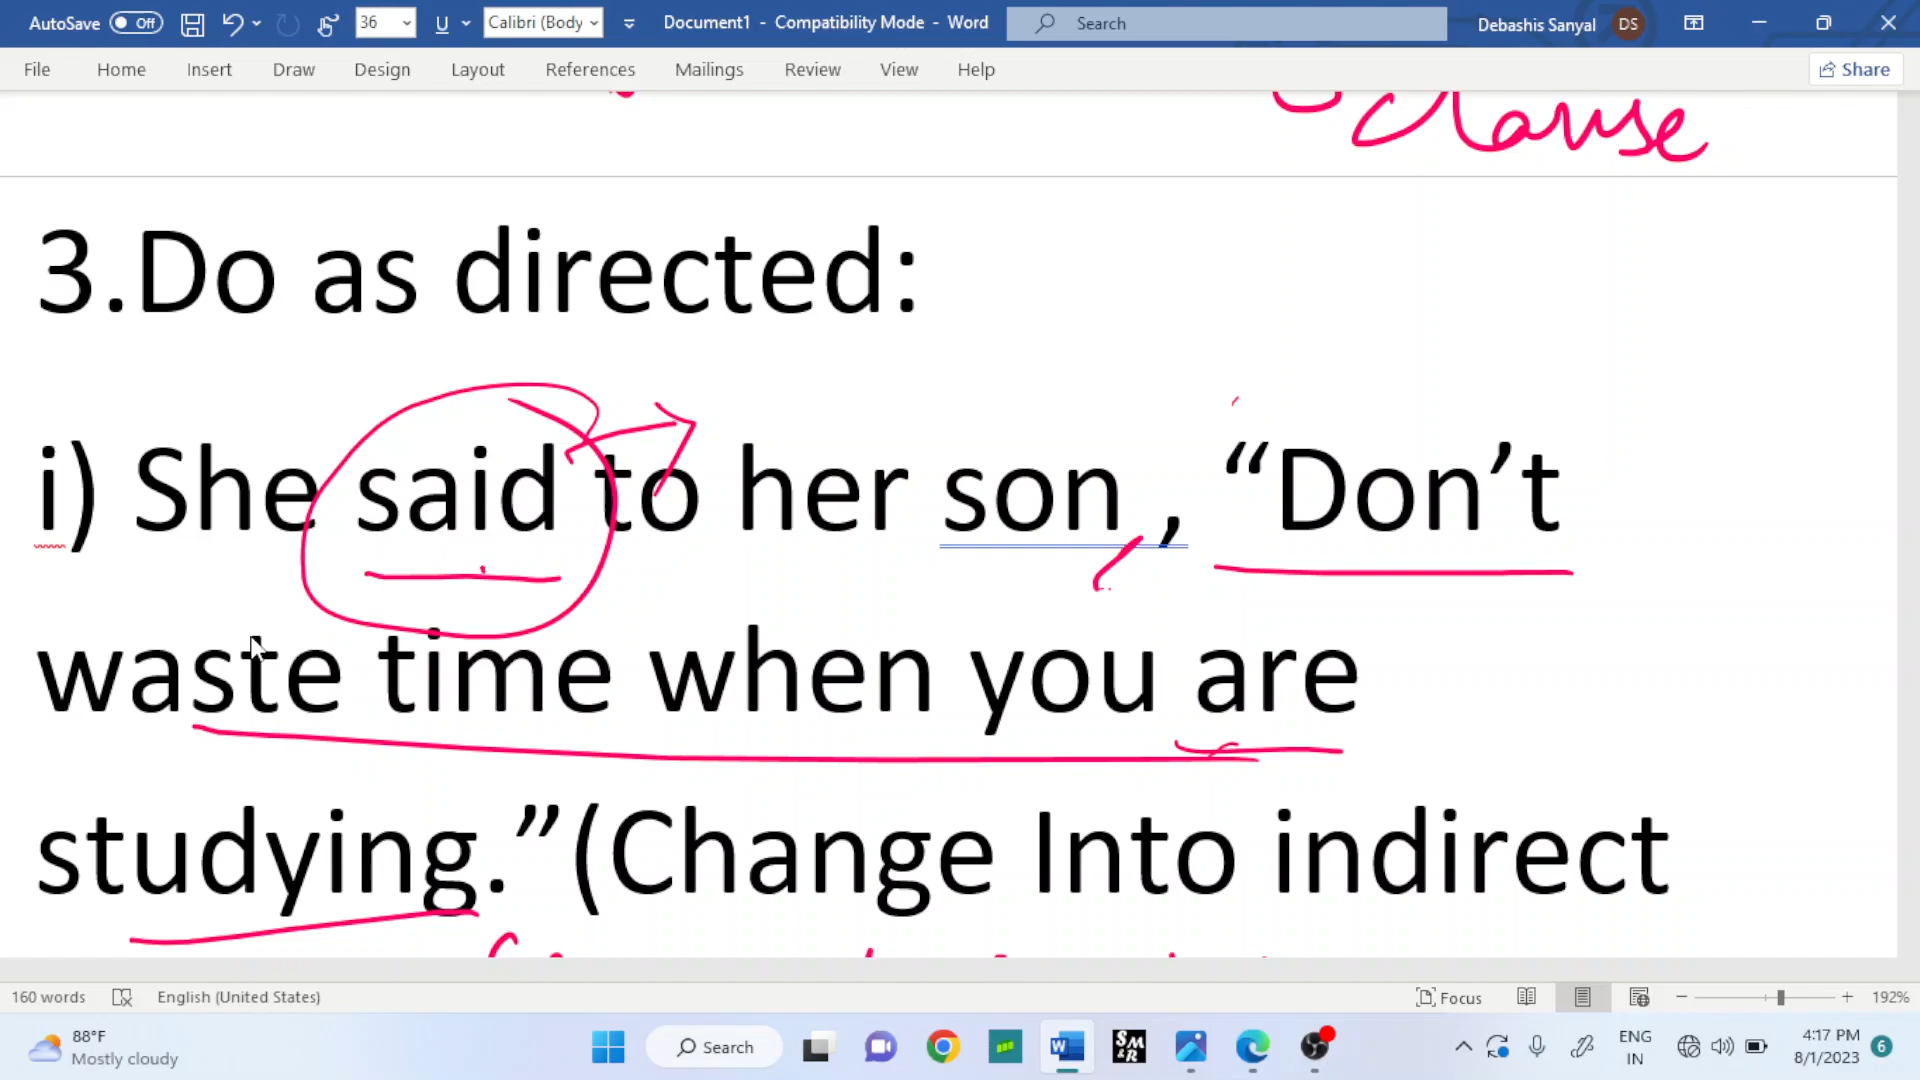 AutoSave Off 36 U Calibri (Body Document1 - Compatibility Mode - Word Search Debashis Sanyal DS
File Home Insert Draw Design Layout References Mailings Review View Help Share
clause
3.Do as directed:
i) She said to her son , “Don’t
waste time when you are
studying.”(Change Into indirect
160 words English (United States) Focus 192%
88°F
Mostly cloudy
Search
W
S
M
&R
ENG
IN
4:17 PM
8/1/2023
6